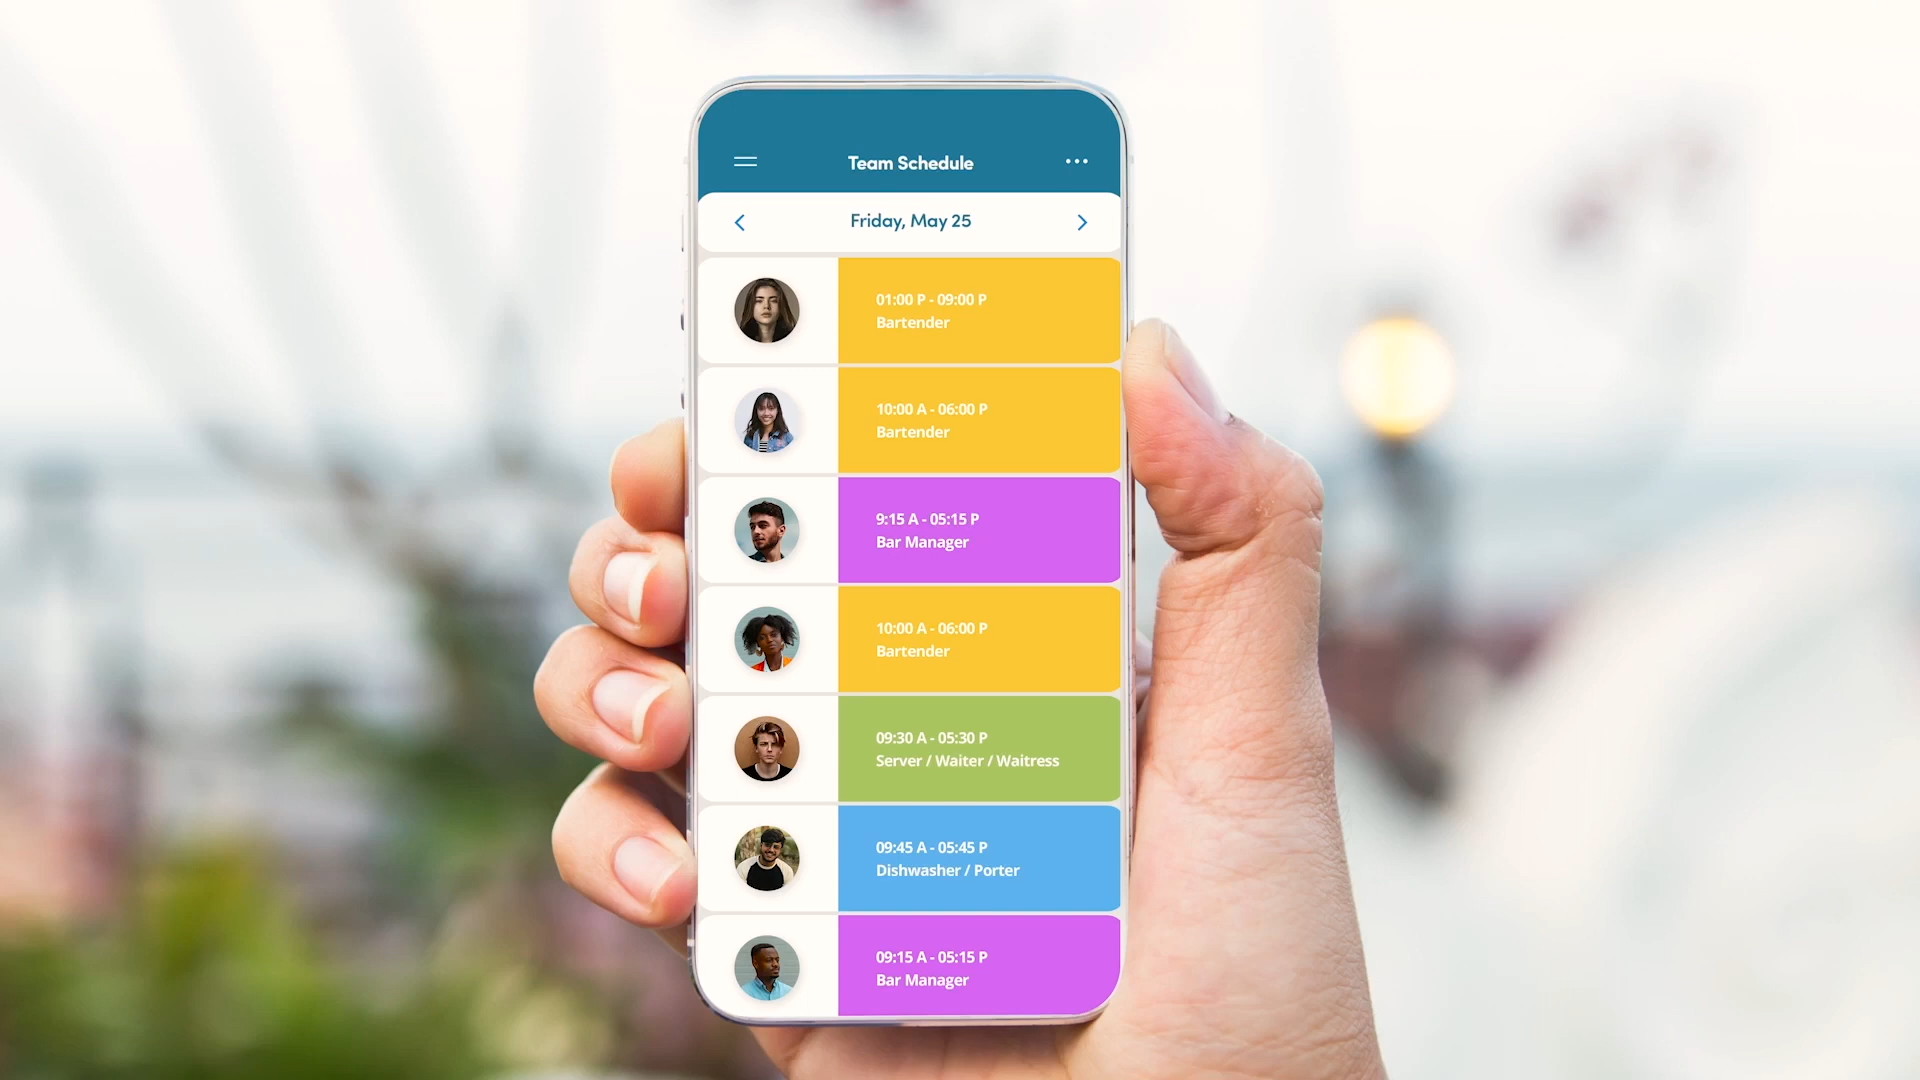 Team Schedule
Friday, May 25
01:00 P - 09:00 P
Bartender
10:00 A - 06:00 P
Bartender
9:15 A - 05:15 P
Bar Manager
10:00 A - 06:00 P
Bartender
09:30 A - 05:30 P
Server / Waiter / Waitress
09:45 A - 05:45 P
Dishwasher / Porter
09:15 A - 05:15 P
Bar Manager